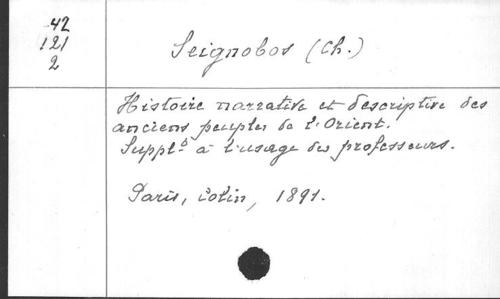 42
121
2
Seignobos (Ch.)
Histoire narrative et descriptive des
anciens peuples de l'Orient.
Supplt à l'usage des professeurs.
Paris, Colin, 1891.